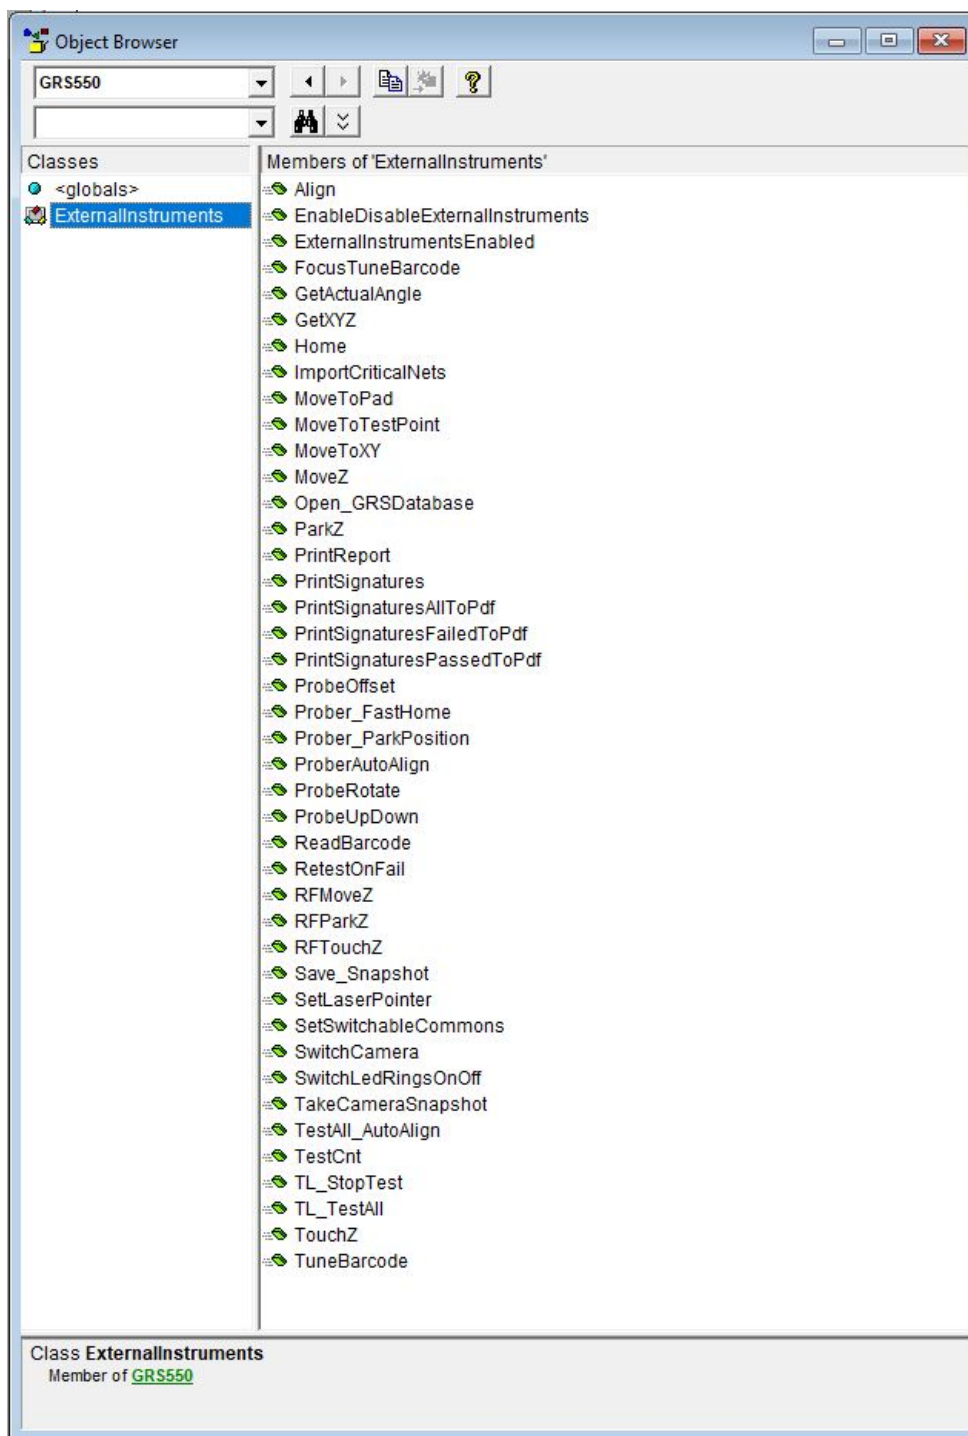 Object Browser
GRS550
Classes
<globals>
ExternalInstruments
Members of 'ExternalInstruments'
Align
EnableDisableExternalInstruments
ExternalInstrumentsEnabled
FocusTuneBarcode
GetActualAngle
GetXYZ
Home
ImportCriticalNets
MoveToPad
MoveToTestPoint
MoveToXY
MoveZ
Open_GRSDatabase
ParkZ
PrintReport
PrintSignatures
PrintSignaturesAllToPdf
PrintSignaturesFailedToPdf
PrintSignaturesPassedToPdf
ProbeOffset
Prober_FastHome
Prober_ParkPosition
ProberAutoAlign
ProbeRotate
ProbeUpDown
ReadBarcode
RetestOnFail
RFMoveZ
RFParkZ
RFTouchZ
Save_Snapshot
SetLaserPointer
SetSwitchableCommons
SwitchCamera
SwitchLedRingsOnOff
TakeCameraSnapshot
TestAll_AutoAlign
TestCnt
TL_StopTest
TL_TestAll
TouchZ
TuneBarcode
Class ExternalInstruments
Member of GRS550